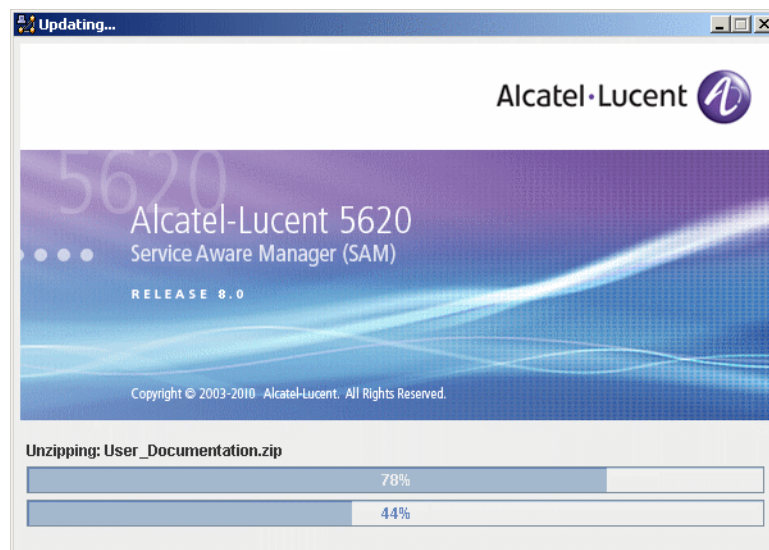 Updating...
Alcatel·Lucent
5620
Alcatel-Lucent 5620
Service Aware Manager (SAM)
RELEASE 8.0
Copyright © 2003-2010 Alcatel-Lucent. All Rights Reserved.
Unzipping: User_Documentation.zip
78%
44%